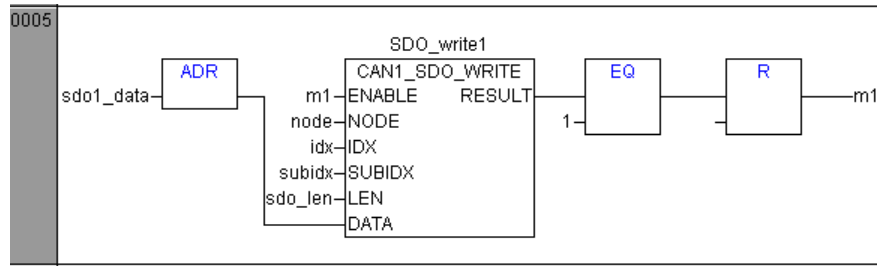 0005
SDO_write1
ADR CAN1_SDO_WRITE EQ R
sdo1_data m1 ENABLE RESULT m1
node NODE 1
idx IDX
subidx SUBIDX
sdo_len LEN
DATA